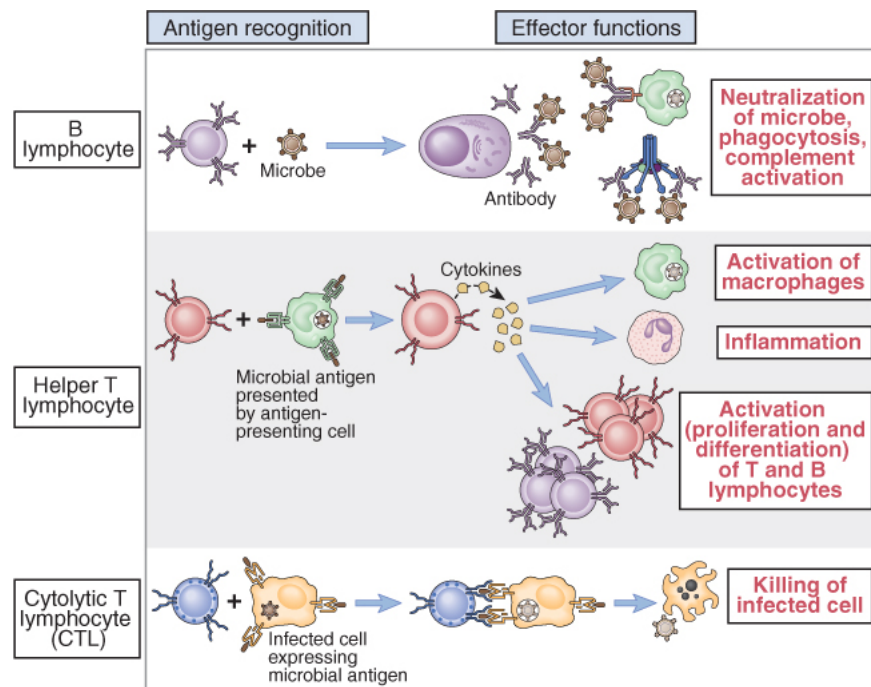 Antigen recognition
Effector functions
B
lymphocyte
Microbe
Antibody
Neutralization
of microbe,
phagocytosis,
complement
activation
Helper T
lymphocyte
Microbial antigen
presented
by antigen-
presenting cell
Cytokines
Activation of
macrophages
Inflammation
Activation
(proliferation and
differentiation)
of T and B
lymphocytes
Cytolytic T
lymphocyte
(CTL)
Infected cell
expressing
microbial antigen
Killing of
infected cell